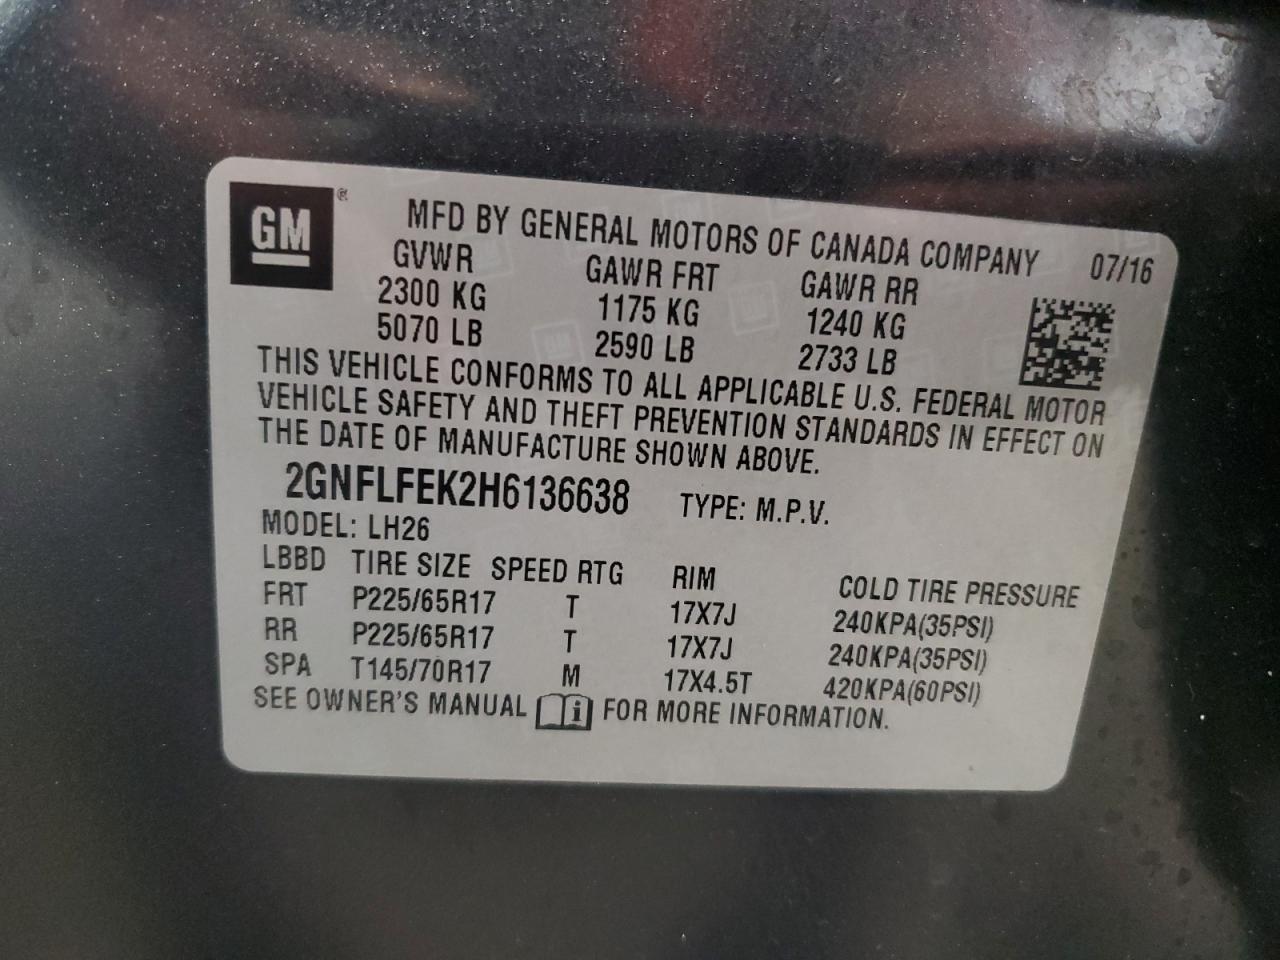 GM®
MFD BY GENERAL MOTORS OF CANADA COMPANY 07/16
GVWR GAWR FRT GAWR RR
2300 KG 1175 KG 1240 KG
5070 LB 2590 LB 2733 LB
THIS VEHICLE CONFORMS TO ALL APPLICABLE U.S. FEDERAL MOTOR
VEHICLE SAFETY AND THEFT PREVENTION STANDARDS IN EFFECT ON
THE DATE OF MANUFACTURE SHOWN ABOVE.
2GNFLFEK2H6136638 TYPE: M.P.V.
MODEL: LH26
LBBD TIRE SIZE SPEED RTG RIM COLD TIRE PRESSURE
FRT P225/65R17 T 17X7J 240KPA(35PSI)
RR P225/65R17 T 17X7J 240KPA(35PSI)
SPA T145/70R17 M 17X4.5T 420KPA(60PSI)
SEE OWNER'S MANUAL i FOR MORE INFORMATION.